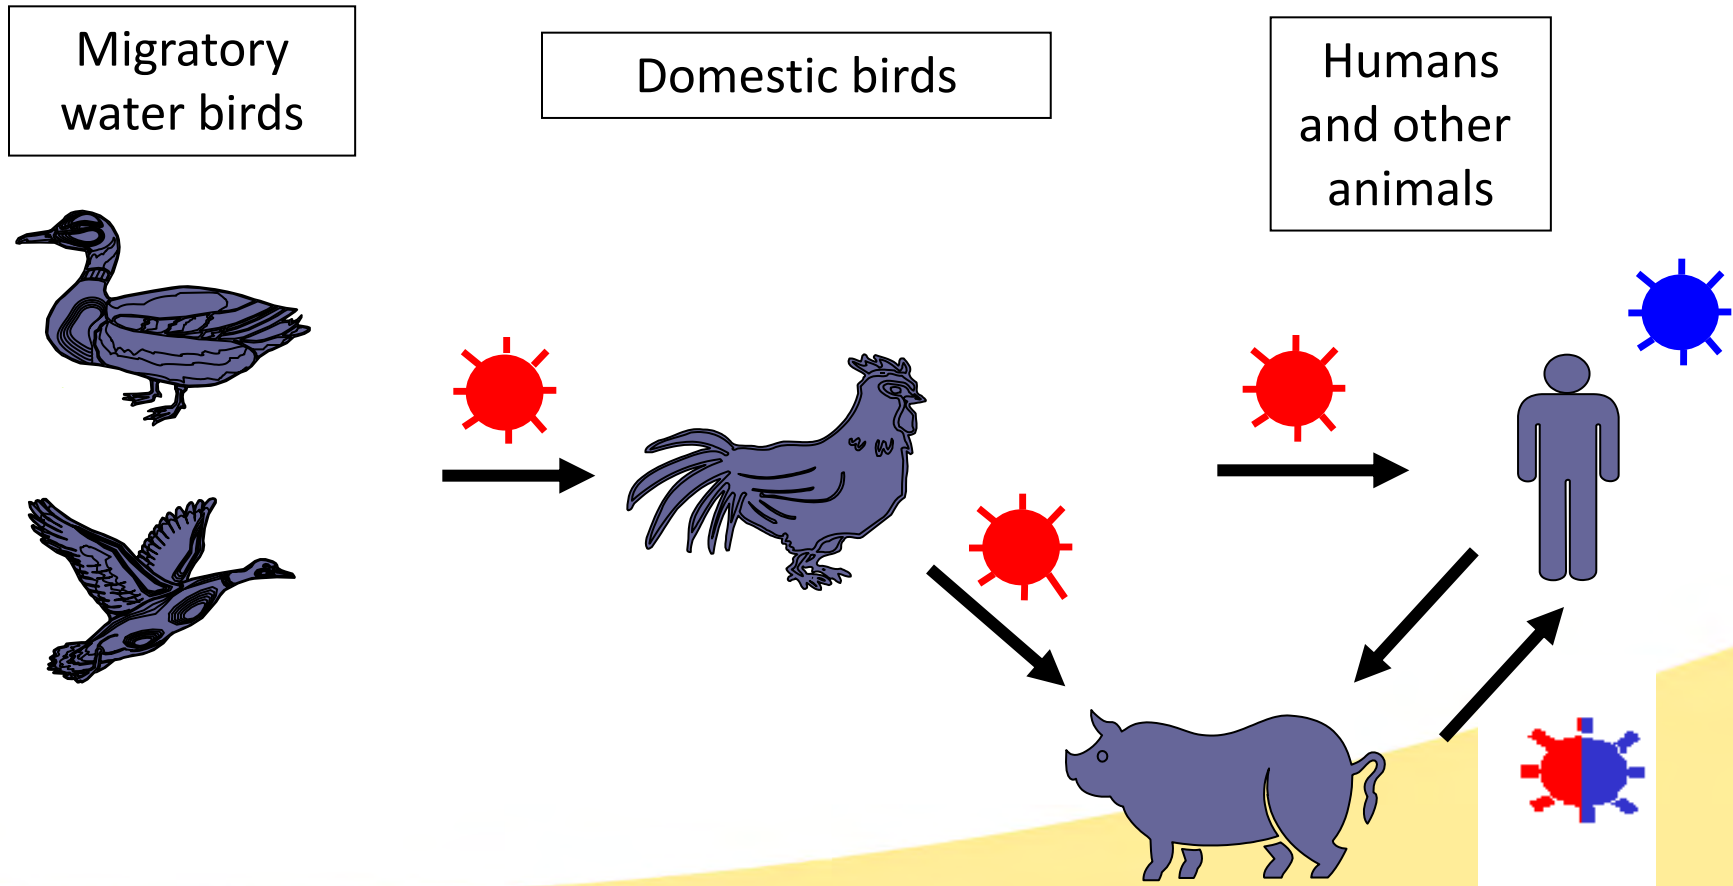 Migratory
water birds
Domestic birds
Humans
and other
animals